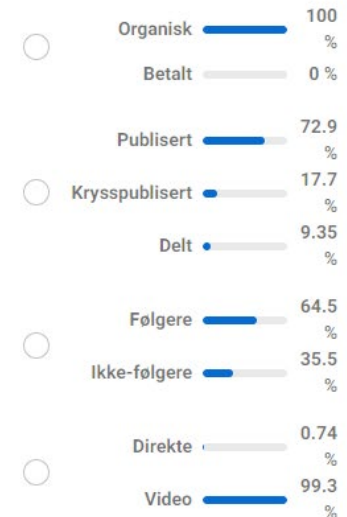 Organisk 100
%
Betalt 0 %
Publisert 72.9
%
Krysspublisert 17.7
%
Delt 9.35
%
Følgere 64.5
%
Ikke-følgere 35.5
%
Direkte 0.74
%
Video 99.3
%